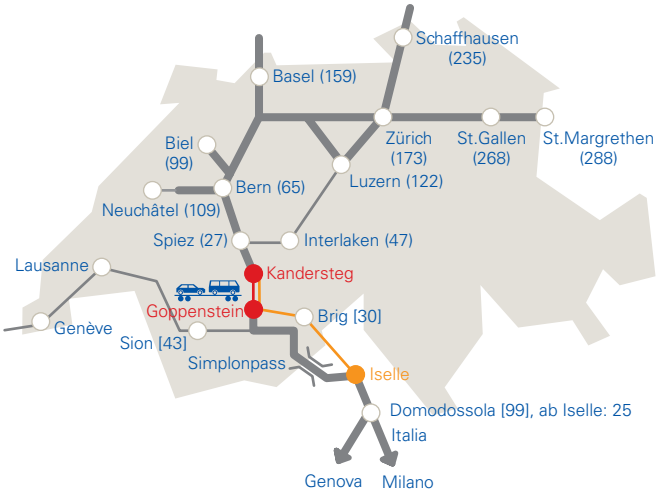 Schaffhausen
(235)
Basel (159)
Biel
(99)
Zürich
(173)
St.Gallen
(268)
St.Margrethen
(288)
Luzern (122)
Bern (65)
Neuchâtel (109)
Spiez (27)
Interlaken (47)
Lausanne
Kandersteg
Goppenstein
Genève
Brig [30]
Sion [43]
Simplonpass
Iselle
Domodossola [99], ab Iselle: 25
Italia
Genova
Milano